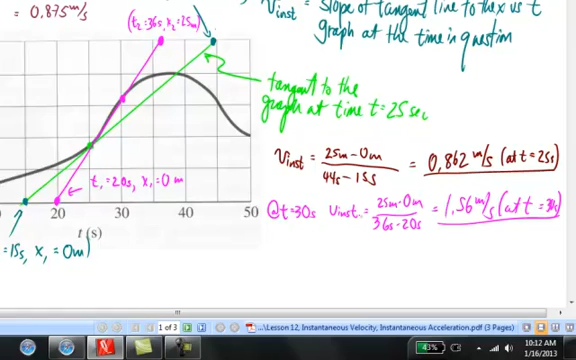 = 0.875 m/s
(t₂=36s, x₂=25m)
Vinst = slope of tangent line to the x vs t
graph at the time in question
tangent to the
graph at time t=25 sec
Vinst = 25m-0m / 44s-15s = 0,862 m/s (at t=25s)
t₁=20s, x₁=0m
@t=30s Vinst. = 25m-0m / 36s-20s = 1.56 m/s (at t=30s)
0 10 20 30 40 50
t (s)
=15s, x₁=0m)
1 of 3
...Lesson 12, Instantaneous Velocity, Instantaneous Acceleration.pdf (3 Pages)
43%
10:12 AM
1/16/2013